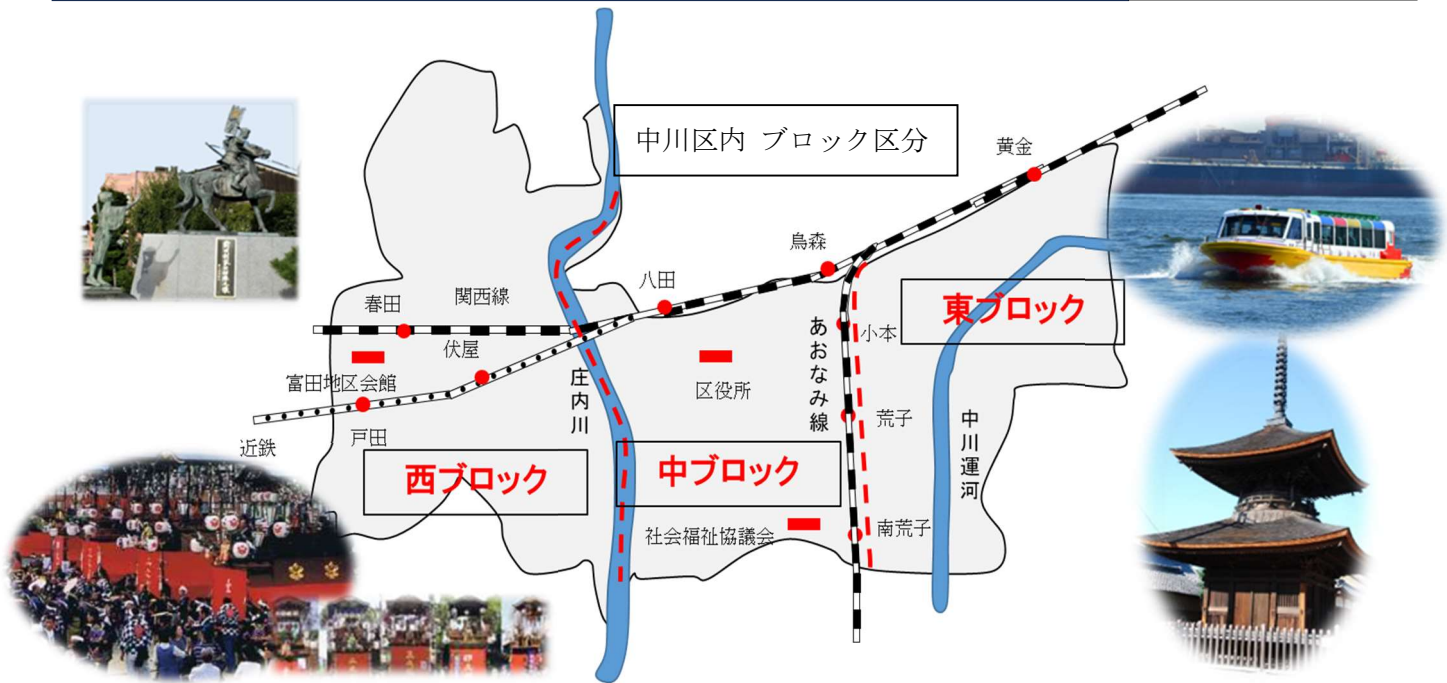 中川区内 ブロック区分
黄金
烏森
八田
春田
関西線
伏屋
東ブロック
小本
あおなみ線
富田地区会館
区役所
庄内川
荒子
中川運河
近鉄
戸田
西ブロック
中ブロック
社会福祉協議会
南荒子